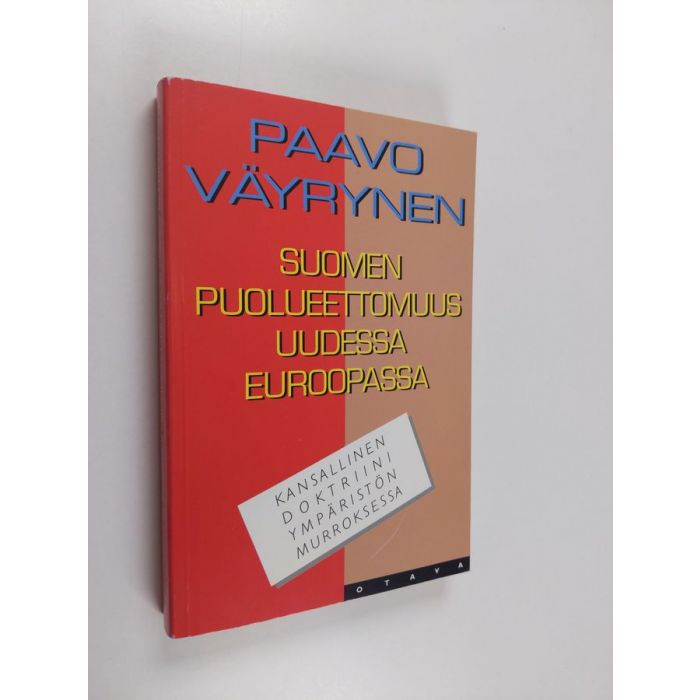 PAAVO
VÄYRYNEN
SUOMEN
PUOLUEETTOMUUS
UUDESSA
EUROOPASSA
KANSALLINEN
DOKTRIINI
YMPÄRISTÖN
MURROKSESSA
OTAVA